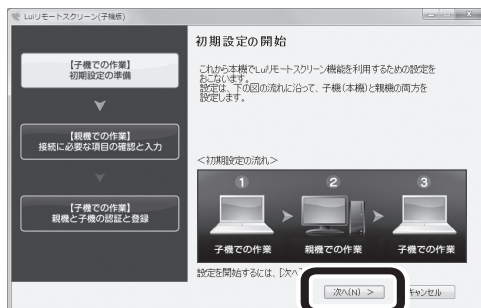 Luiリモートスクリーン(子機版)
【子機での作業】
初期設定の準備
【親機での作業】
接続に必要な項目の確認と入力
【子機での作業】
親機と子機の認証と登録
初期設定の開始
これから本機でLuiリモートスクリーン機能を利用するための設定を
おこないます。
設定は、下の図の流れに沿って、子機(本機)と親機の両方を
設定します。
<初期設定の流れ>
1 2 3
子機での作業 親機での作業 子機での作業
設定を開始するには、[次へ]
次へ(N) >
キャンセル